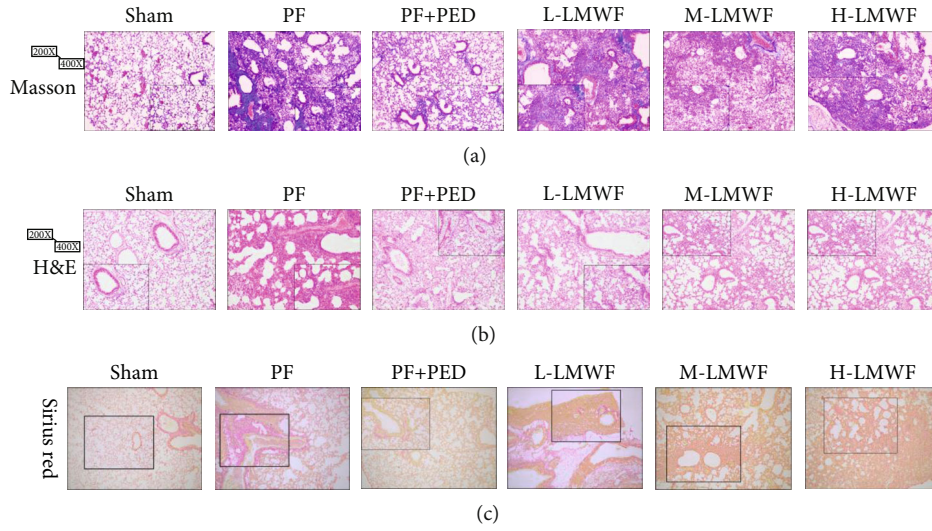 Sham PF PF+PED L-LMWF M-LMWF H-LMWF
200X
400X
Masson
(a)
Sham PF PF+PED L-LMWF M-LMWF H-LMWF
200X
400X
H&E
(b)
Sham PF PF+PED L-LMWF M-LMWF H-LMWF
Sirius red
(c)